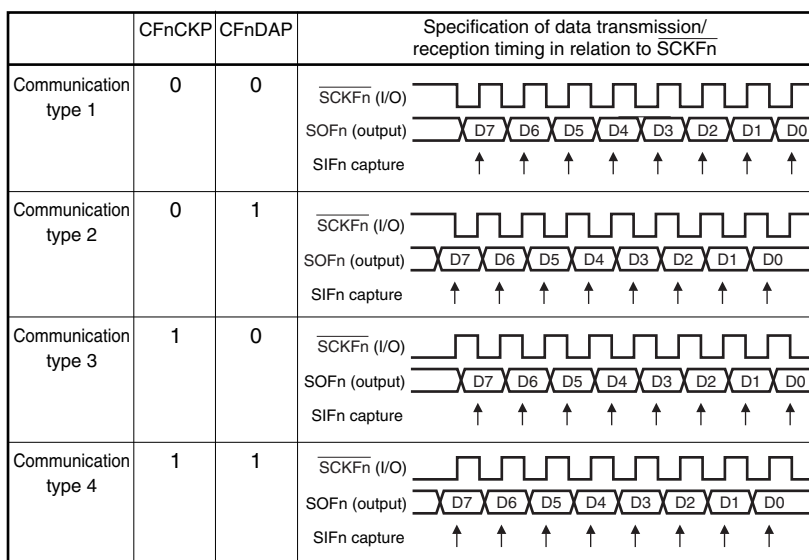 CFnCKP CFnDAP Specification of data transmission/
reception timing in relation to SCKFn
Communication type 1 0 0
SCKFn (I/O)
SOFn (output) D7 D6 D5 D4 D3 D2 D1 D0
SIFn capture
Communication type 2 0 1
SCKFn (I/O)
SOFn (output) D7 D6 D5 D4 D3 D2 D1 D0
SIFn capture
Communication type 3 1 0
SCKFn (I/O)
SOFn (output) D7 D6 D5 D4 D3 D2 D1 D0
SIFn capture
Communication type 4 1 1
SCKFn (I/O)
SOFn (output) D7 D6 D5 D4 D3 D2 D1 D0
SIFn capture